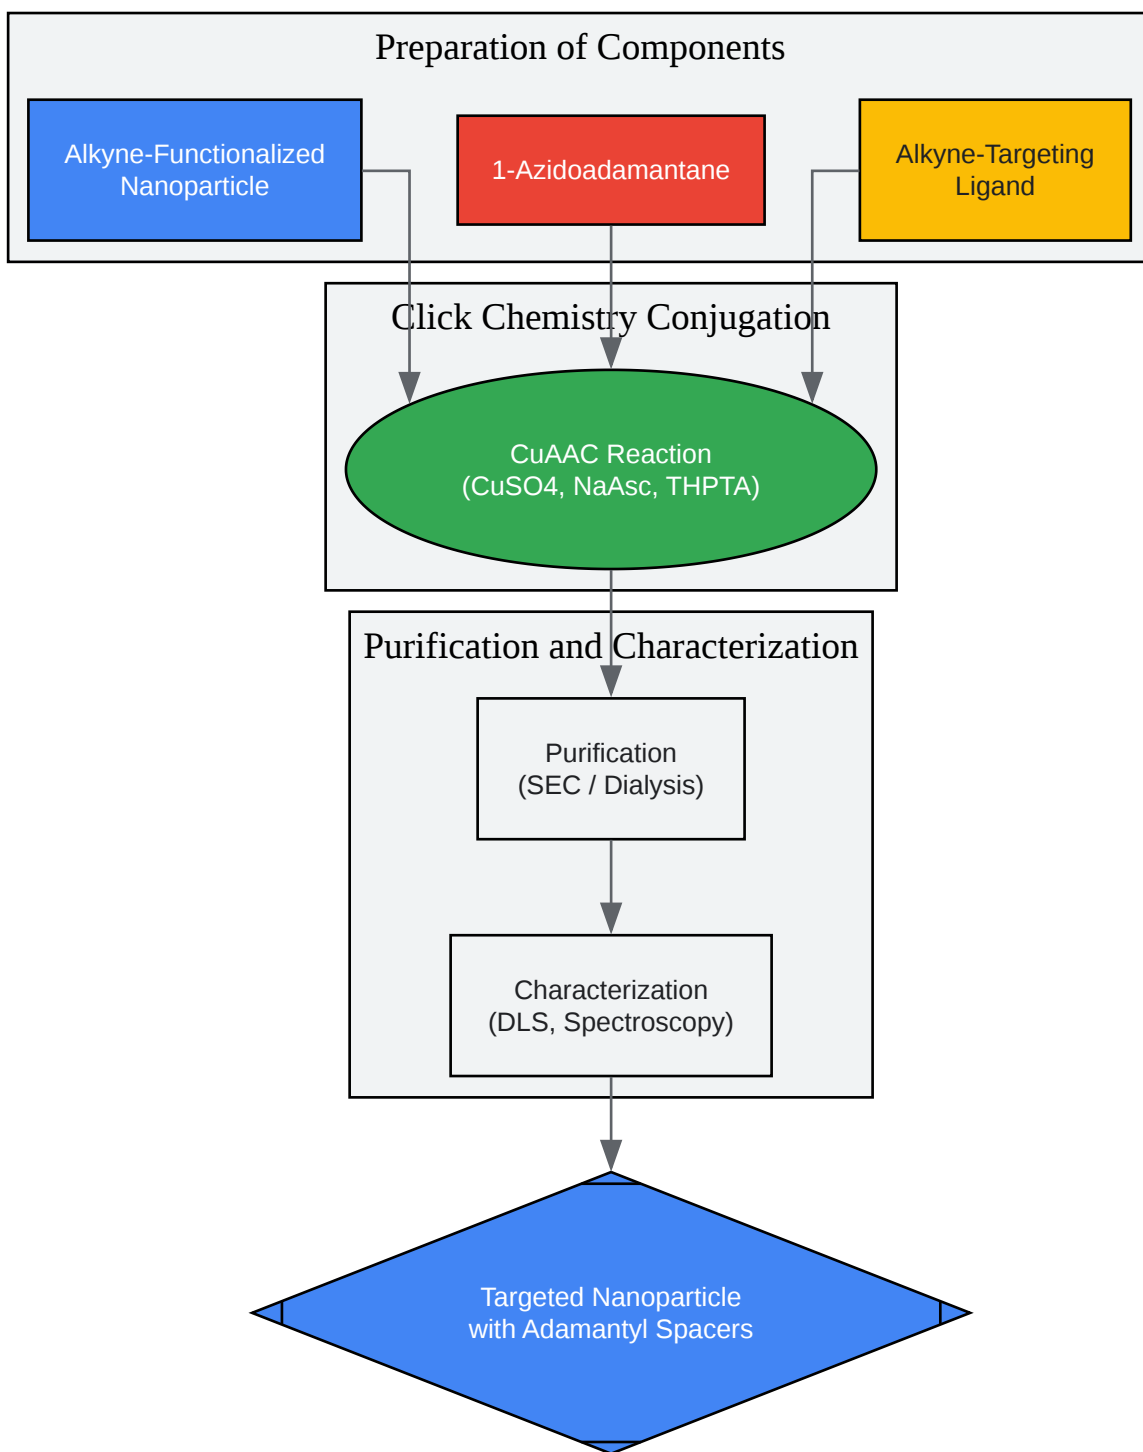 Preparation of Components
Alkyne-Functionalized
Nanoparticle
1-Azidoadamantane
Alkyne-Targeting
Ligand
Click Chemistry Conjugation
CuAAC Reaction
(CuSO4, NaAsc, THPTA)
Purification and Characterization
Purification
(SEC / Dialysis)
Characterization
(DLS, Spectroscopy)
Targeted Nanoparticle
with Adamantyl Spacers